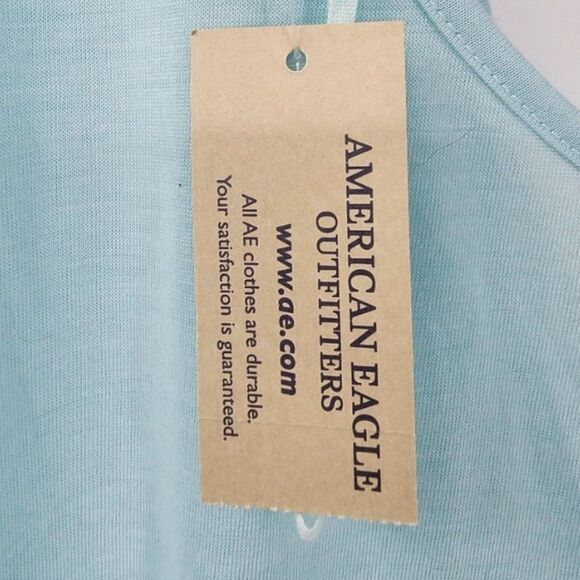 AMERICAN EAGLE
OUTFITTERS
www.ae.com
All AE clothes are durable.
Your satisfaction is guaranteed.